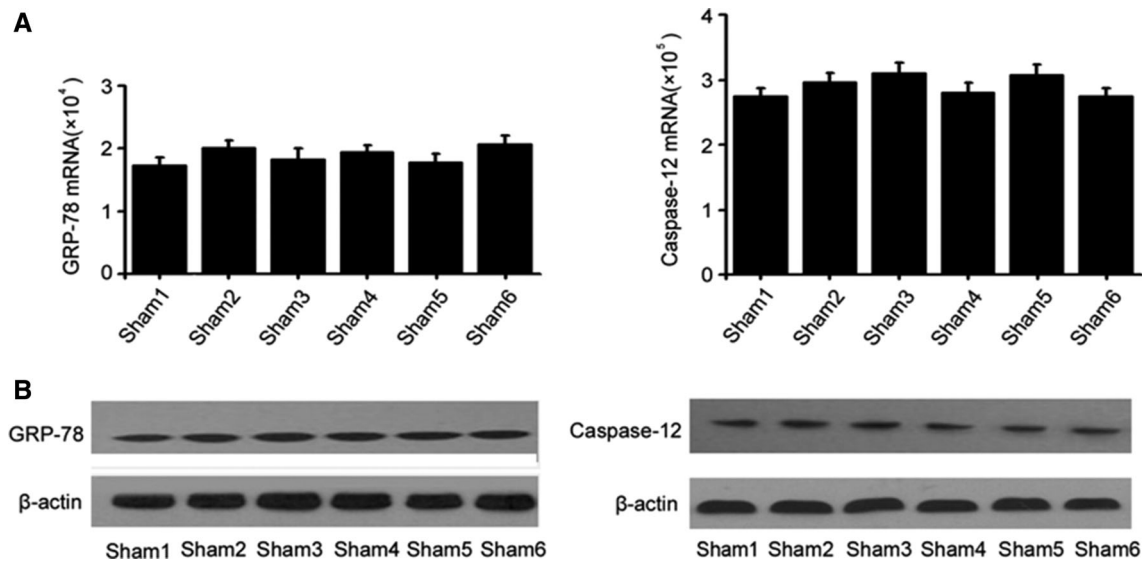 A
GRP-78 mRNA(×10⁴)
3
2
1
0
Sham1 Sham2 Sham3 Sham4 Sham5 Sham6
Caspase-12 mRNA(×10⁵)
4
3
2
1
0
Sham1 Sham2 Sham3 Sham4 Sham5 Sham6
B
GRP-78
β-actin
Sham1 Sham2 Sham3 Sham4 Sham5 Sham6
Caspase-12
β-actin
Sham1 Sham2 Sham3 Sham4 Sham5 Sham6